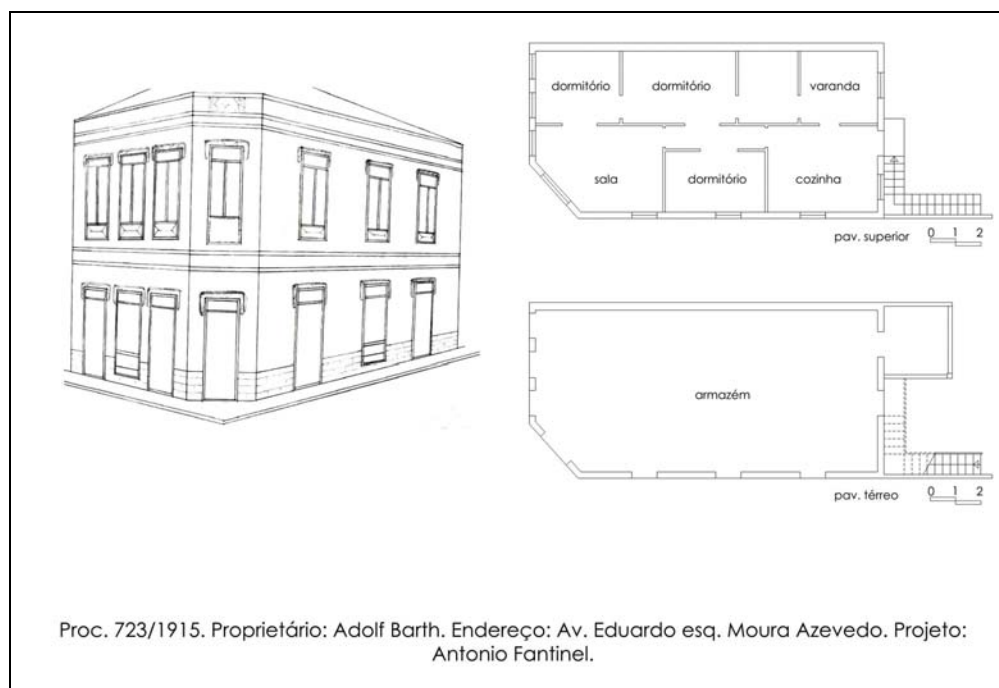 dormitório dormitório varanda
sala dormitório cozinha
pav. superior 0 1 2
armazém
pav. térreo 0 1 2
Proc. 723/1915. Proprietário: Adolf Barth. Endereço: Av. Eduardo esq. Moura Azevedo. Projeto:
Antonio Fantinel.